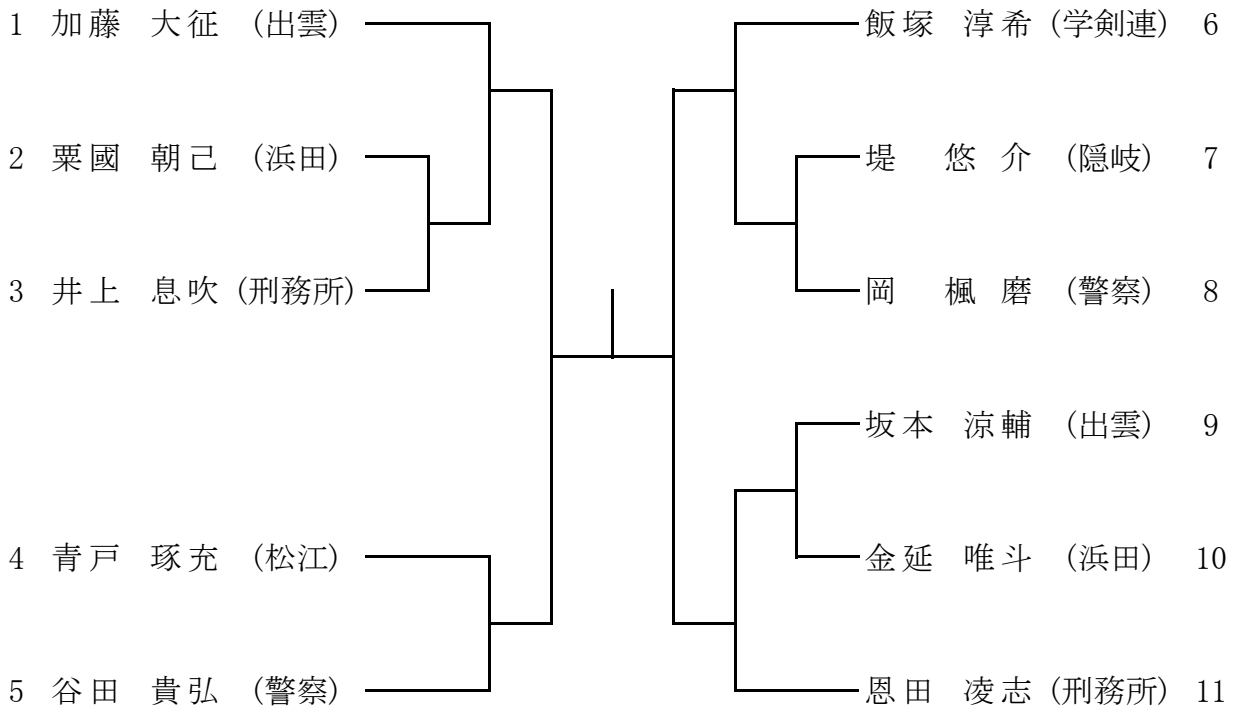 1 加藤 大征 (出雲)
2 粟國 朝己 (浜田)
3 井上 息吹 (刑務所)
4 青戸 琢充 (松江)
5 谷田 貴弘 (警察)
飯塚 淳希 (学剣連) 6
堤 悠介 (隠岐) 7
岡 楓磨 (警察) 8
坂本 涼輔 (出雲) 9
金延 唯斗 (浜田) 10
恩田 凌志 (刑務所) 11